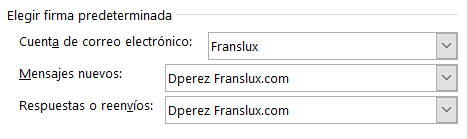 Elegir firma predeterminada
Cuenta de correo electrónico: Franslux
Mensajes nuevos: Dperez Franslux.com
Respuestas o reenvíos: Dperez Franslux.com